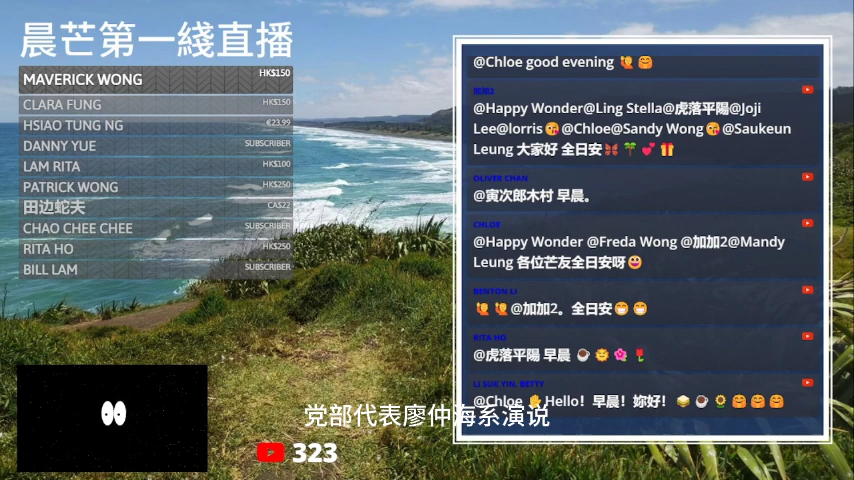 晨芒第一綫直播
MAVERICK WONG HK$150
CLARA FUNG HK$150
HSIAO TUNG NG €23.99
DANNY YUE SUBSCRIBER
LAM RITA HK$100
PATRICK WONG HK$250
田边蛇夫 CA$22
CHAO CHEE CHEE SUBSCRIBER
RITA HO HK$250
BILL LAM SUBSCRIBER
@Chloe good evening 🙋 🤗
加加2
@Happy Wonder@Ling Stella@虎落平陽@Joji
Lee@lorris😘@Chloe@Sandy Wong😘@Saukeun
Leung 大家好 全日安🦋 🌴 💕 🎁
OLIVER CHAN
@寅次郎木村 早晨。
CHLOE
@Happy Wonder @Freda Wong @加加2@Mandy
Leung 各位芒友全日安呀😃
BENTON LI
🙋 🙋@加加2。全日安😁 😁
RITA HO
@虎落平陽 早晨 ☕ 🌞 🌺 🌹
LI SUK YIN, BETTY
@Chloe ✋Hello！早晨！妳好！🥪 ☕ 🌻 🤗 🤗 🤗
党部代表廖仲海系演说
323